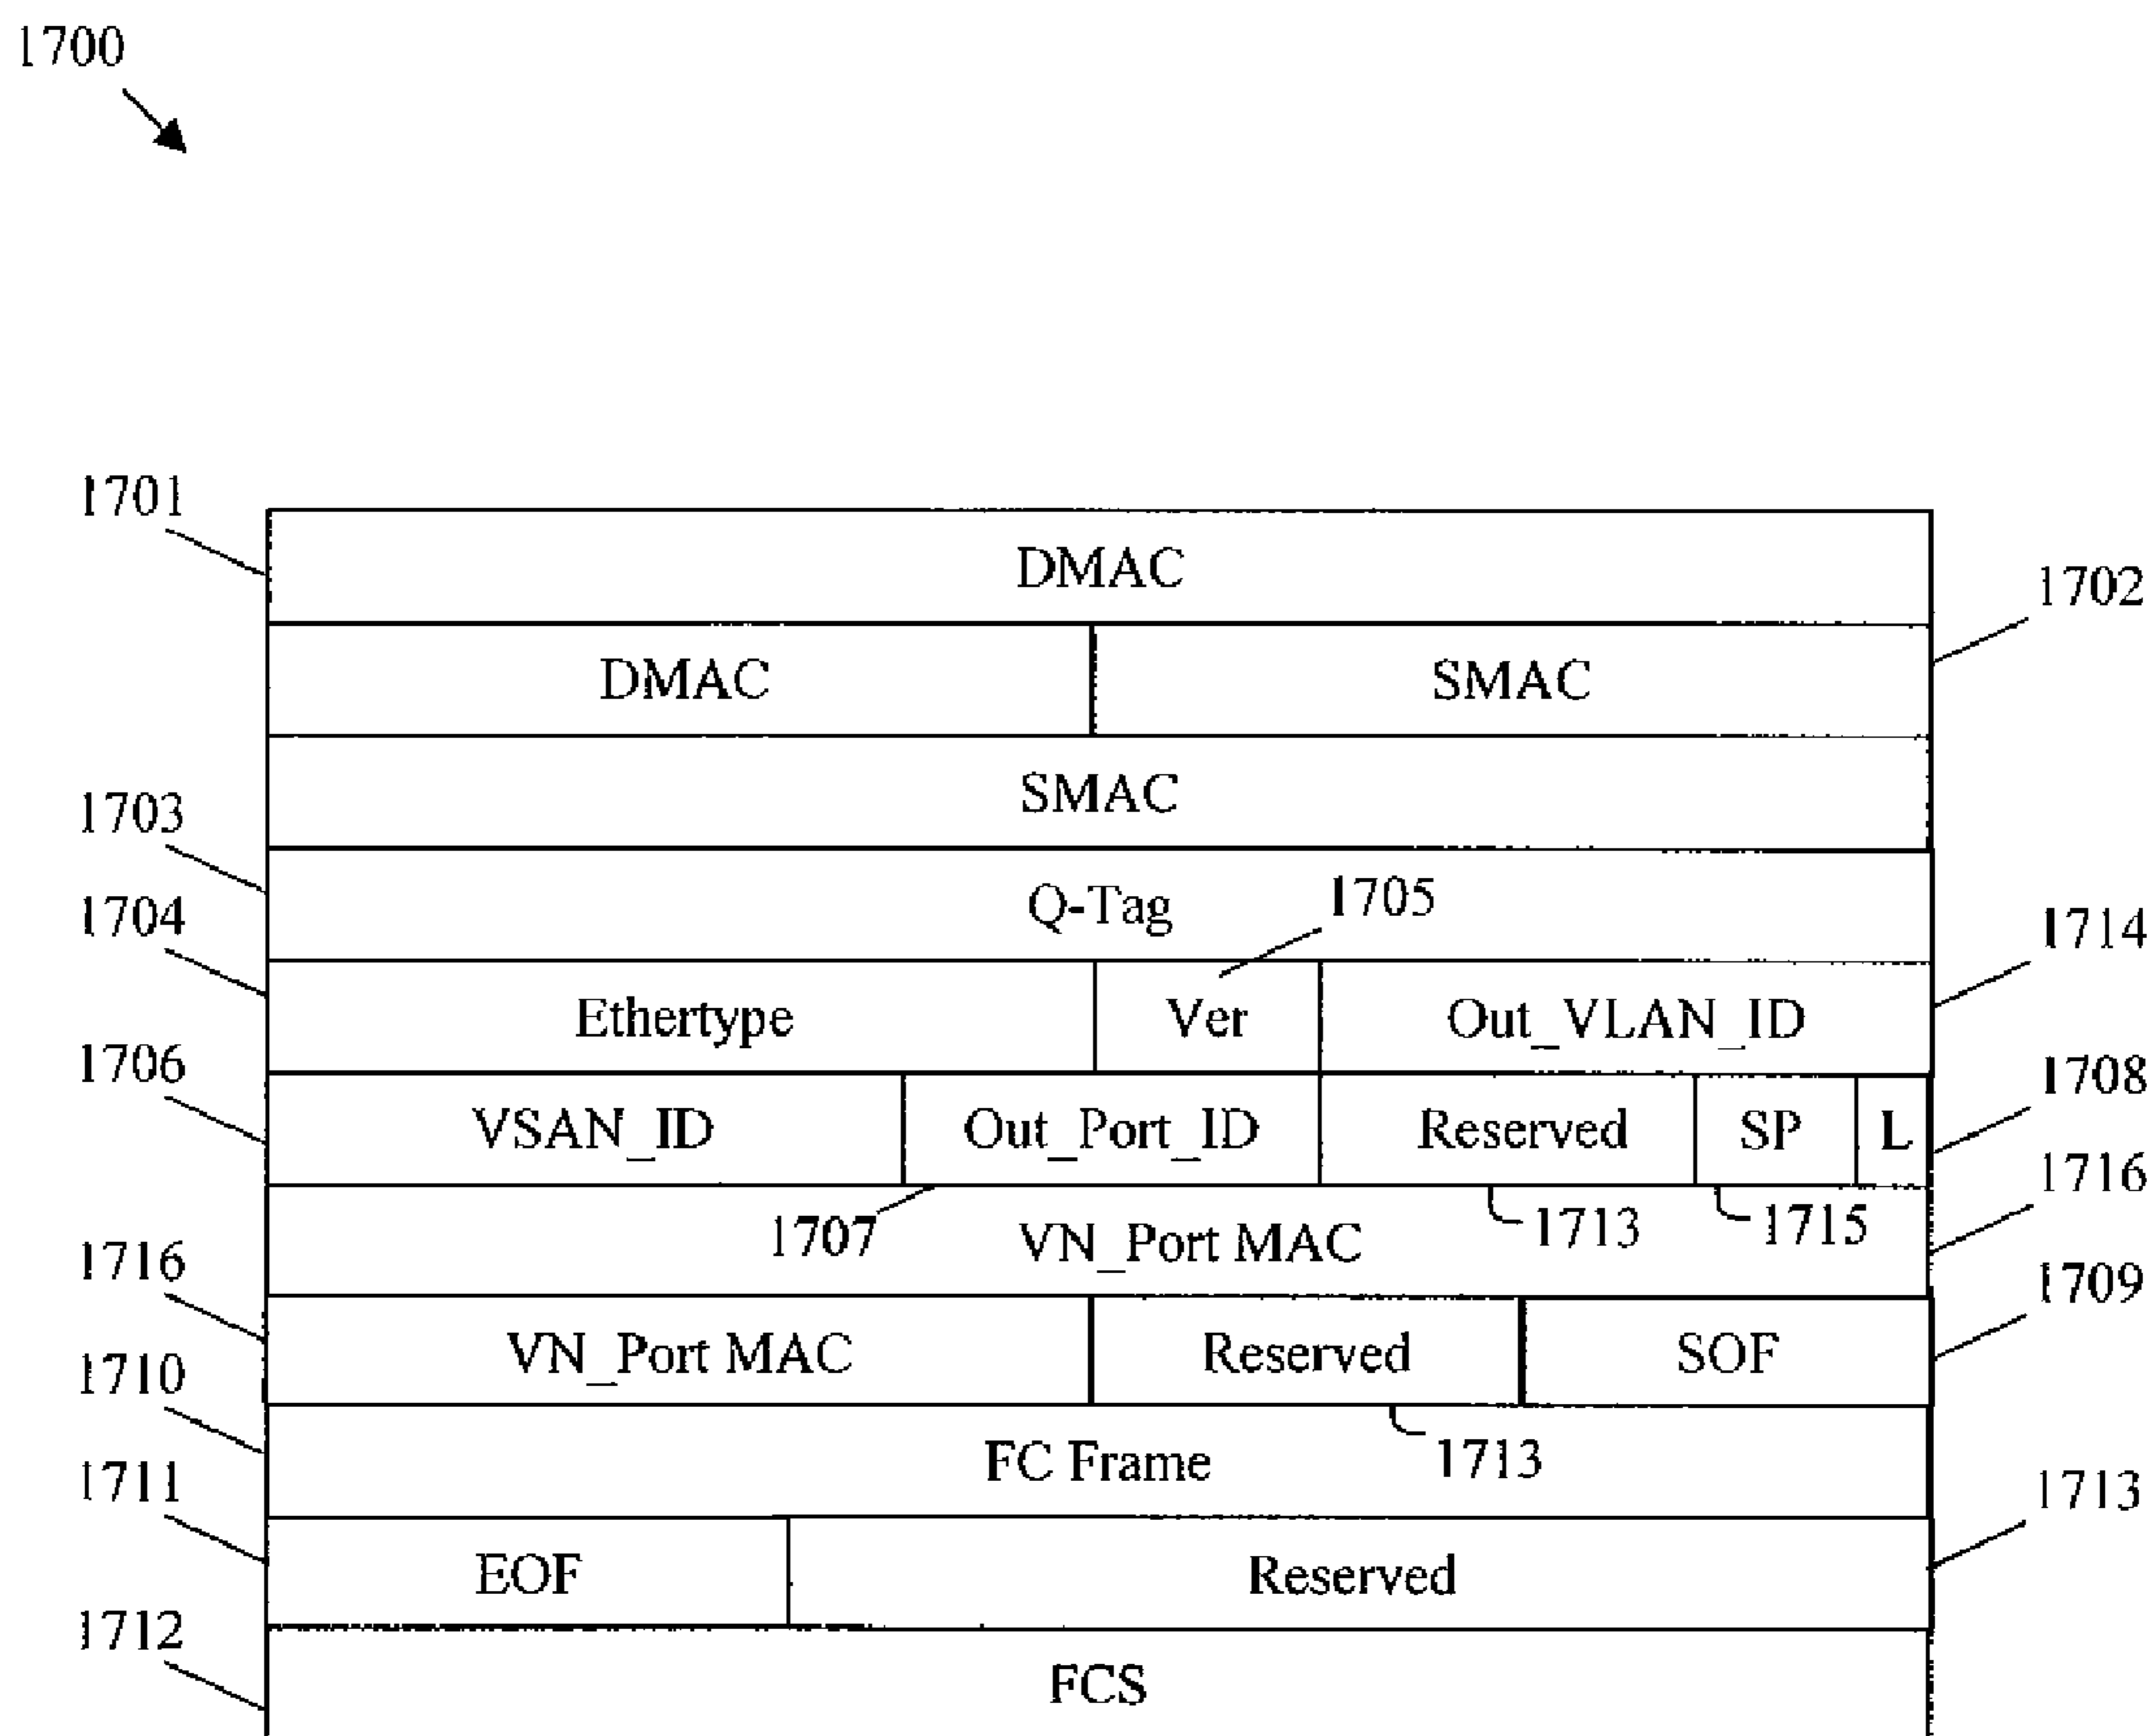 1700
1701
DMAC
1702
DMAC SMAC
SMAC
1703
Q-Tag
1705
1704
1714
Ethertype Ver Out_VLAN_ID
1706
1708
VSAN_ID Out_Port_ID Reserved SP L
1716
1707 VN_Port MAC 1713 1715
1716
1709
VN_Port MAC Reserved SOF
1710
FC Frame 1713
1711
1713
EOF Reserved
1712
FCS